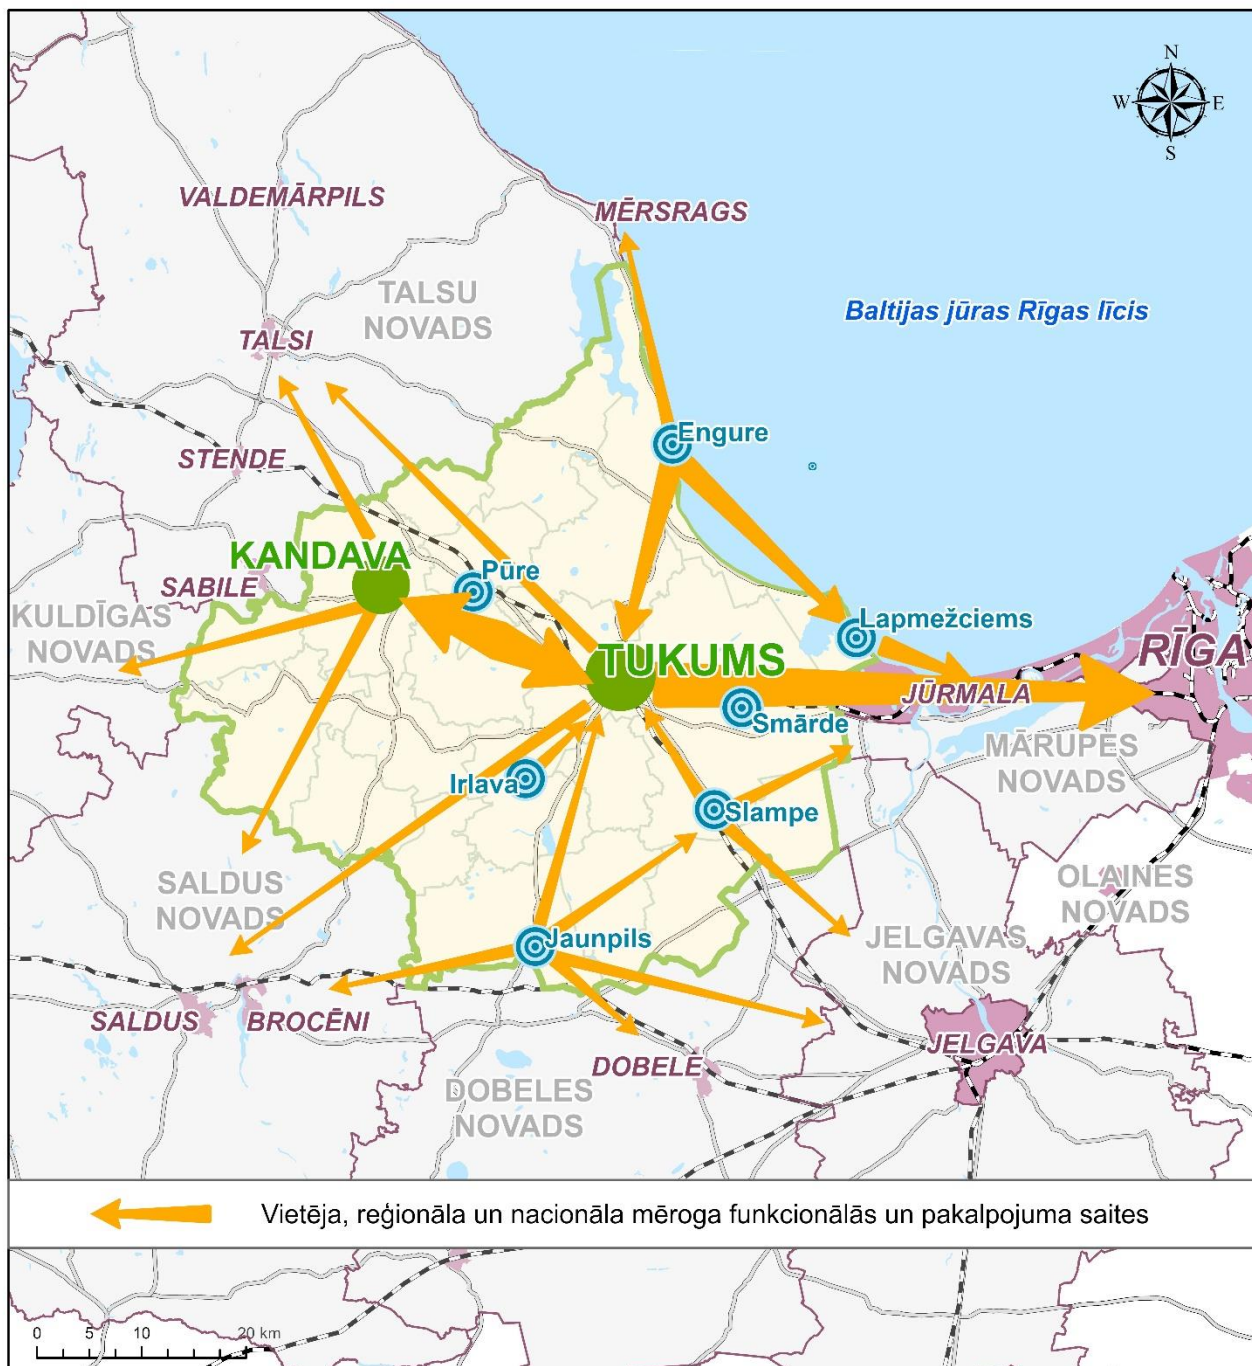 N
W E
S
VALDEMĀRPILS
MĒRSRAGS
TALSU
NOVADS
Baltijas jūras Rīgas līcis
TALSI
Engure
STENDE
KANDAVA
Pūre
SABILE
KULDĪGAS
NOVADS
Lapmežciems
RĪGA
TUKUMS
JŪRMALA
Smārde
MĀRUPES
NOVADS
Irlava
Slampe
SALDUS
NOVADS
OLAINES
NOVADS
Jaunpils
JELGAVAS
NOVADS
SALDUS
BROCĒNI
JELGAVA
DOBELE
DOBELES
NOVADS
Vietēja, reģionāla un nacionāla mēroga funkcionālās un pakalpojuma saites
0 5 10 20 km